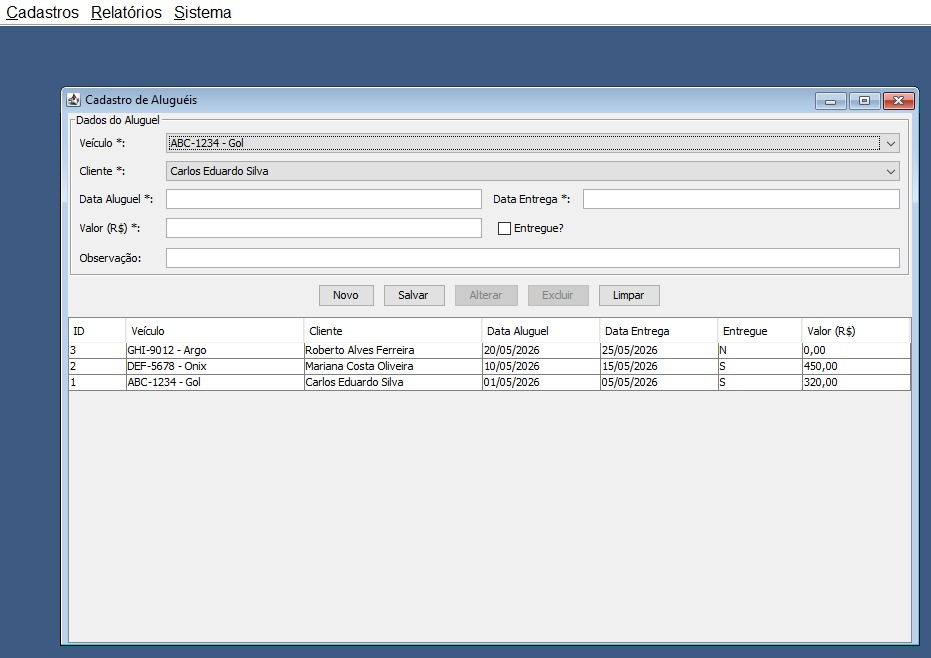 Cadastros Relatórios Sistema
Cadastro de Aluguéis
Dados do Aluguel
Veículo *: ABC-1234 - Gol
Cliente *: Carlos Eduardo Silva
Data Aluguel *: Data Entrega *:
Valor (R$) *: Entregue?
Observação:
Novo Salvar Alterar Excluir Limpar
ID Veículo Cliente Data Aluguel Data Entrega Entregue Valor (R$)
3 GHI-9012 - Argo Roberto Alves Ferreira 20/05/2026 25/05/2026 N 0,00
2 DEF-5678 - Onix Mariana Costa Oliveira 10/05/2026 15/05/2026 S 450,00
1 ABC-1234 - Gol Carlos Eduardo Silva 01/05/2026 05/05/2026 S 320,00